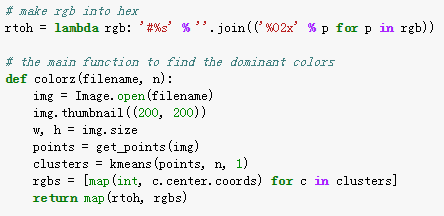 # make rgb into hex
rtoh = lambda rgb: '#%s' % ''.join(('%02x' % p for p in rgb))
# the main function to find the dominant colors
def colorz(filename, n):
    img = Image.open(filename)
    img.thumbnail((200, 200))
    w, h = img.size
    points = get_points(img)
    clusters = kmeans(points, n, 1)
    rgbs = [map(int, c.center.coords) for c in clusters]
    return map(rtoh, rgbs)